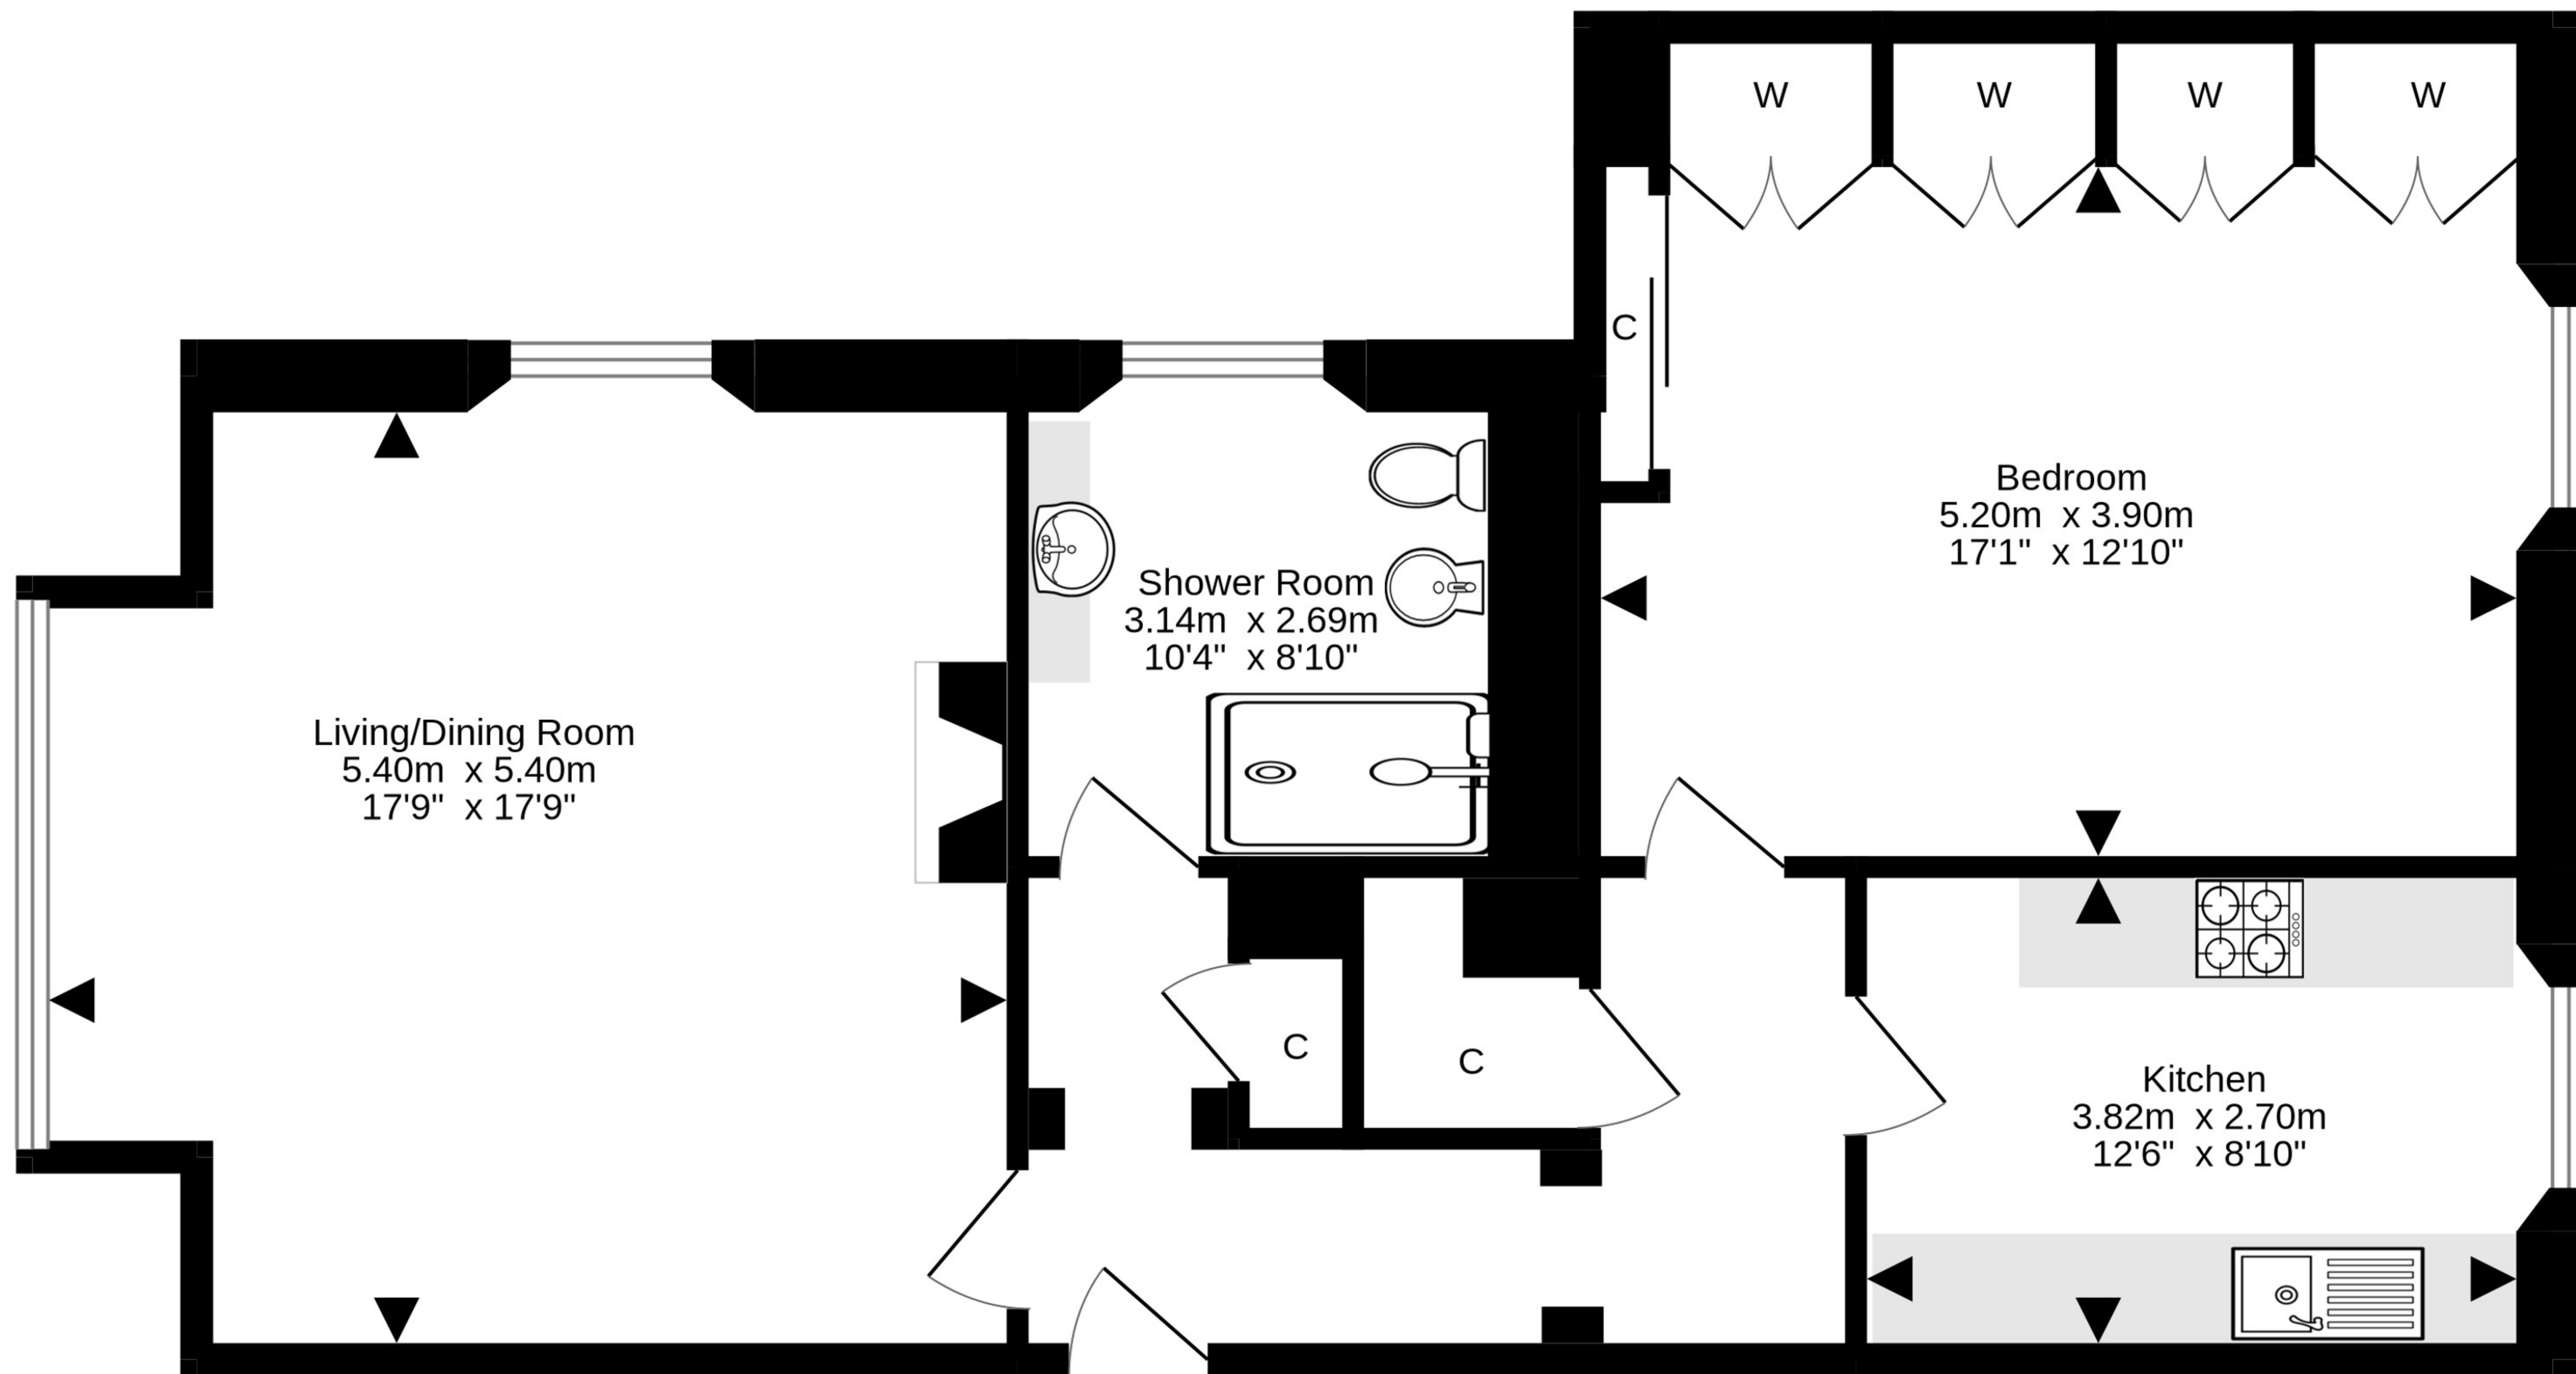 W
W
W
W
C
Bedroom
5.20m x 3.90m
17'1" x 12'10"
Shower Room
3.14m x 2.69m
10'4" x 8'10"
Living/Dining Room
5.40m x 5.40m
17'9" x 17'9"
C
C
Kitchen
3.82m x 2.70m
12'6" x 8'10"